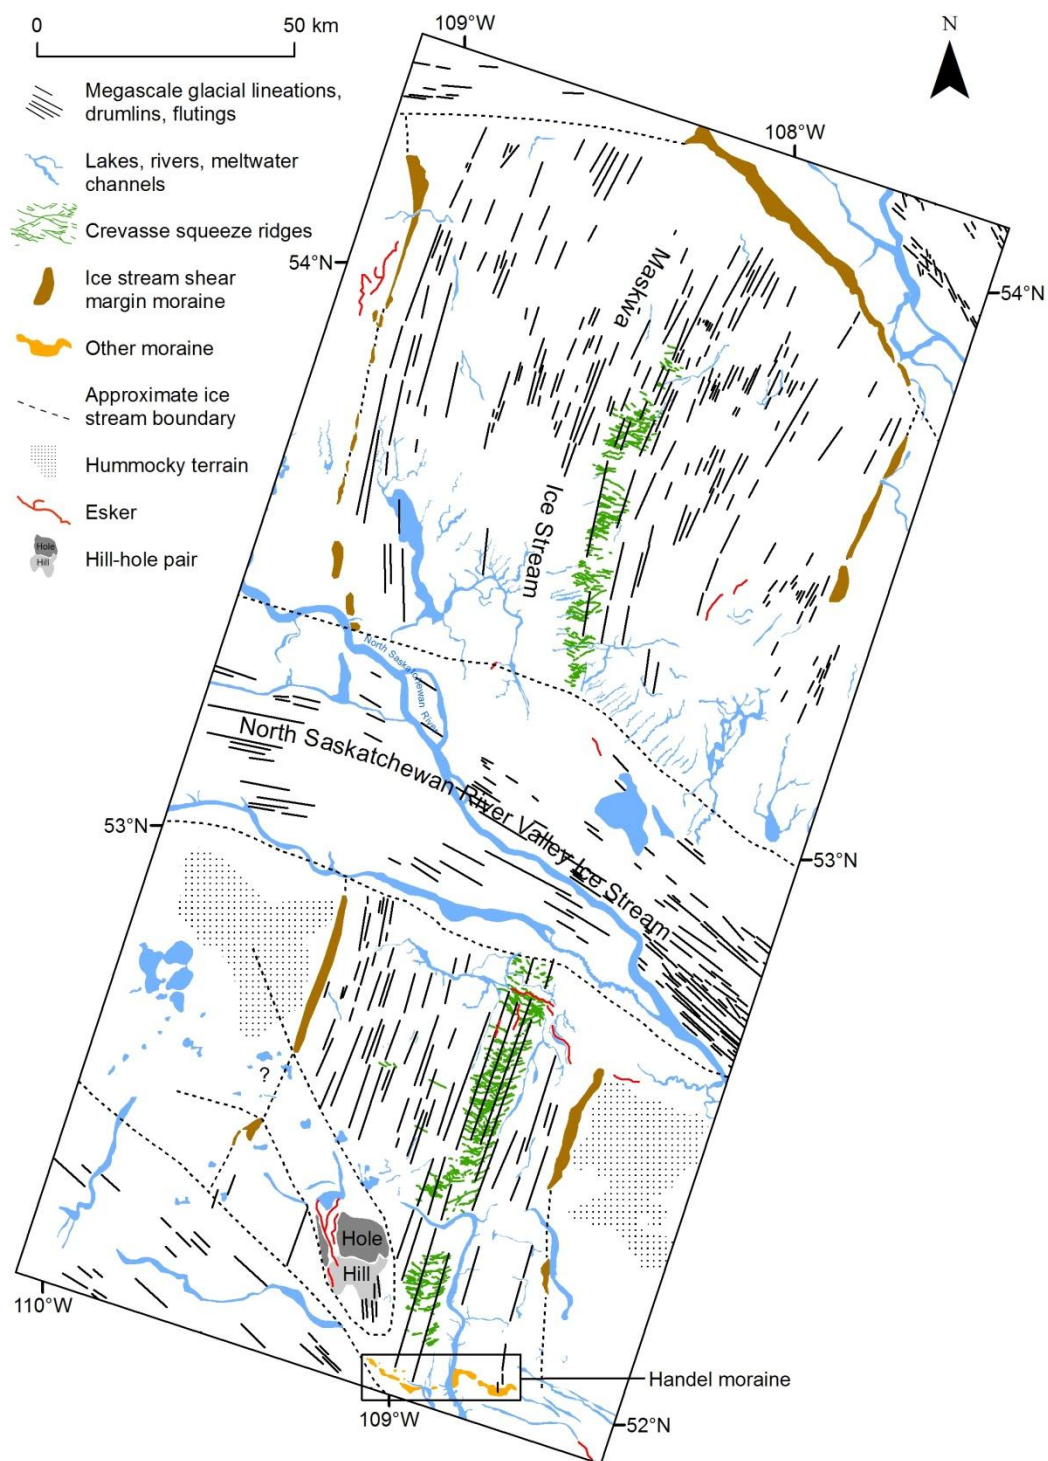 0
50 km
109°W
N
Megascale glacial lineations,
drumlins, flutings
108°W
Lakes, rivers, meltwater
channels
Crevasse squeeze ridges
54°N
Ice stream shear
margin moraine
Maskwa
54°N
Other moraine
Approximate ice
stream boundary
Hummocky terrain
Ice Stream
Esker
Hole
Hill
Hill-hole pair
North Saskatchewan River
North Saskatchewan River Valley Ice Stream
53°N
53°N
?
Hole
Hill
110°W
Handel moraine
109°W
52°N